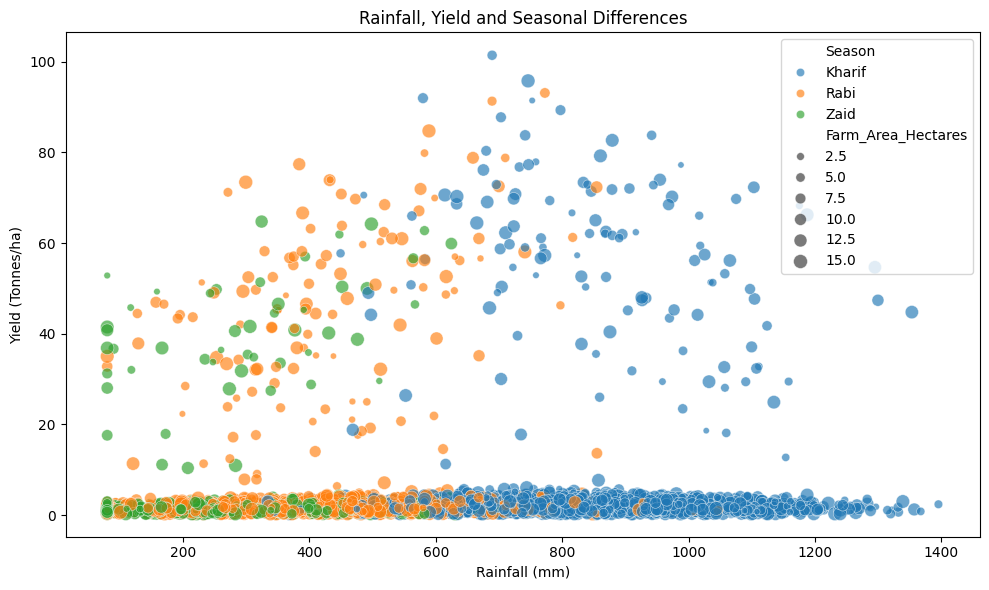 Rainfall, Yield and Seasonal Differences
Yield (Tonnes/ha)
100
80
60
40
20
0
200
400
600
800
1000
1200
1400
Rainfall (mm)
Season
Kharif
Rabi
Zaid
Farm_Area_Hectares
2.5
5.0
7.5
10.0
12.5
15.0